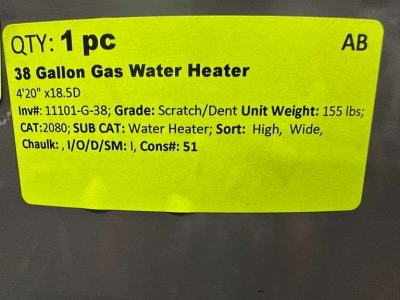 QTY: 1 pc AB
38 Gallon Gas Water Heater
4'20" x18.5D
Inv#: 11101-G-38; Grade: Scratch/Dent Unit Weight: 155 lbs;
CAT:2080; SUB CAT: Water Heater; Sort: High, Wide,
Chaulk: , I/O/D/SM: I, Cons#: 51